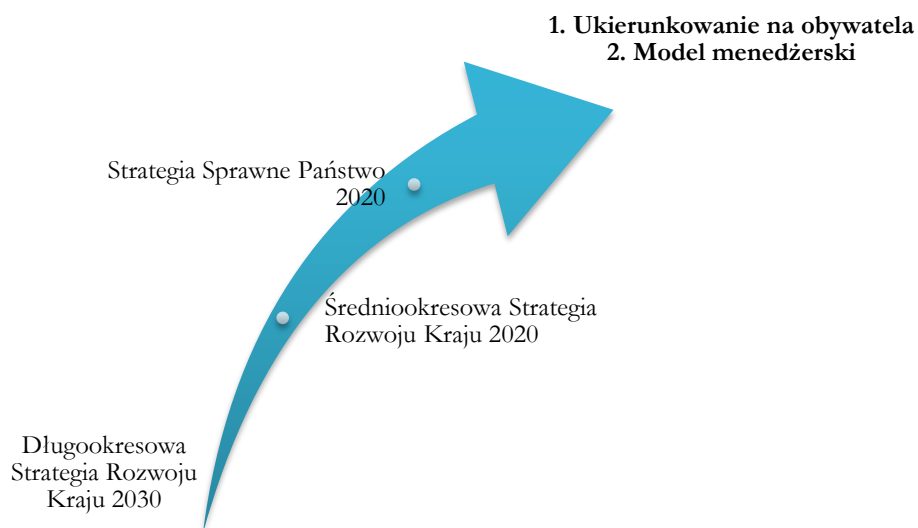 1. Ukierunkowanie na obywatela
2. Model menedżerski
Strategia Sprawne Państwo
2020
Średniookresowa Strategia
Rozwoju Kraju 2020
Długookresowa
Strategia Rozwoju
Kraju 2030